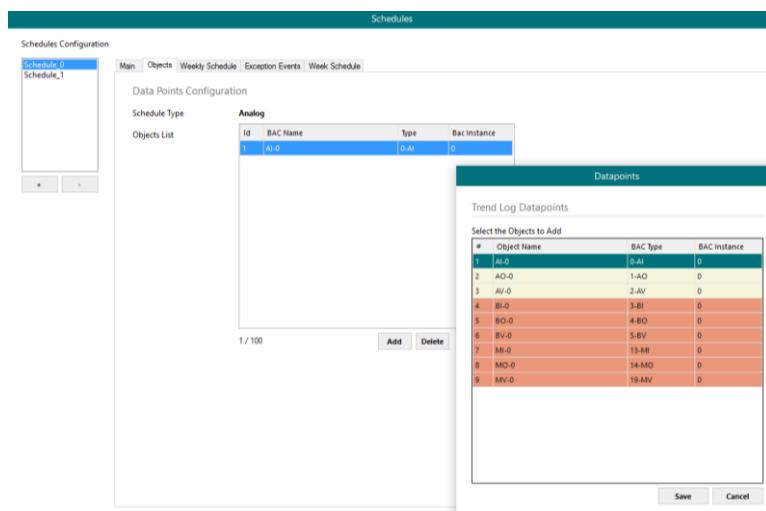 Schedules
Schedules Configuration
Schedule_0
Schedule_1
+ -
Main Objects Weekly Schedule Exception Events Week Schedule
Data Points Configuration
Schedule Type Analog
Objects List
Id BAC Name Type Bac Instance
1 AI-0 0-AI 0
1 / 100 Add Delete
Datapoints
Trend Log Datapoints
Select the Objects to Add
# Object Name BAC Type BAC Instance
1 AI-0 0-AI 0
2 AO-0 1-AO 0
3 AV-0 2-AV 0
4 BI-0 3-BI 0
5 BO-0 4-BO 0
6 BV-0 5-BV 0
7 MI-0 13-MI 0
8 MO-0 14-MO 0
9 MV-0 19-MV 0
Save Cancel